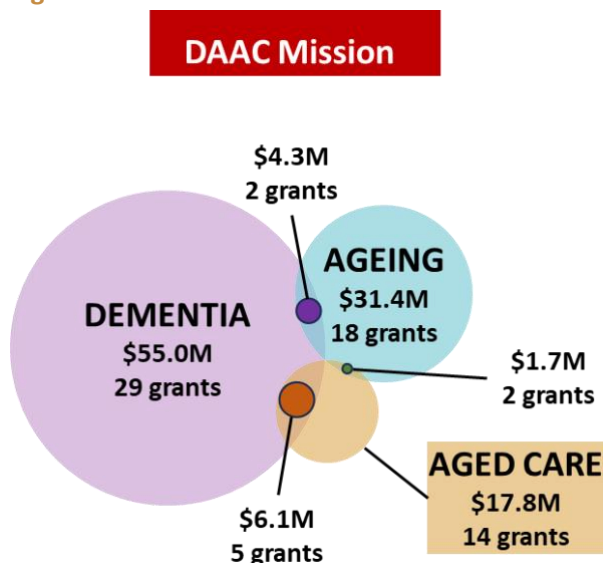 DAAC Mission
$4.3M
2 grants
AGEING
$31.4M
18 grants
DEMENTIA
$55.0M
29 grants
$1.7M
2 grants
AGED CARE
$17.8M
14 grants
$6.1M
5 grants